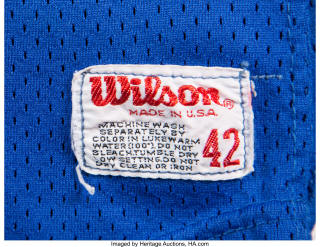 Wilson®
MADE IN U.S.A.
MACHINE WASH
SEPARATELY BY
COLOR IN LUKEWARM
WATER (100°). DO NOT
BLEACH, TUMBLE DRY
LOW SETTING. DO NOT
DRY CLEAN OR IRON
42
Imaged by Heritage Auctions, HA.com